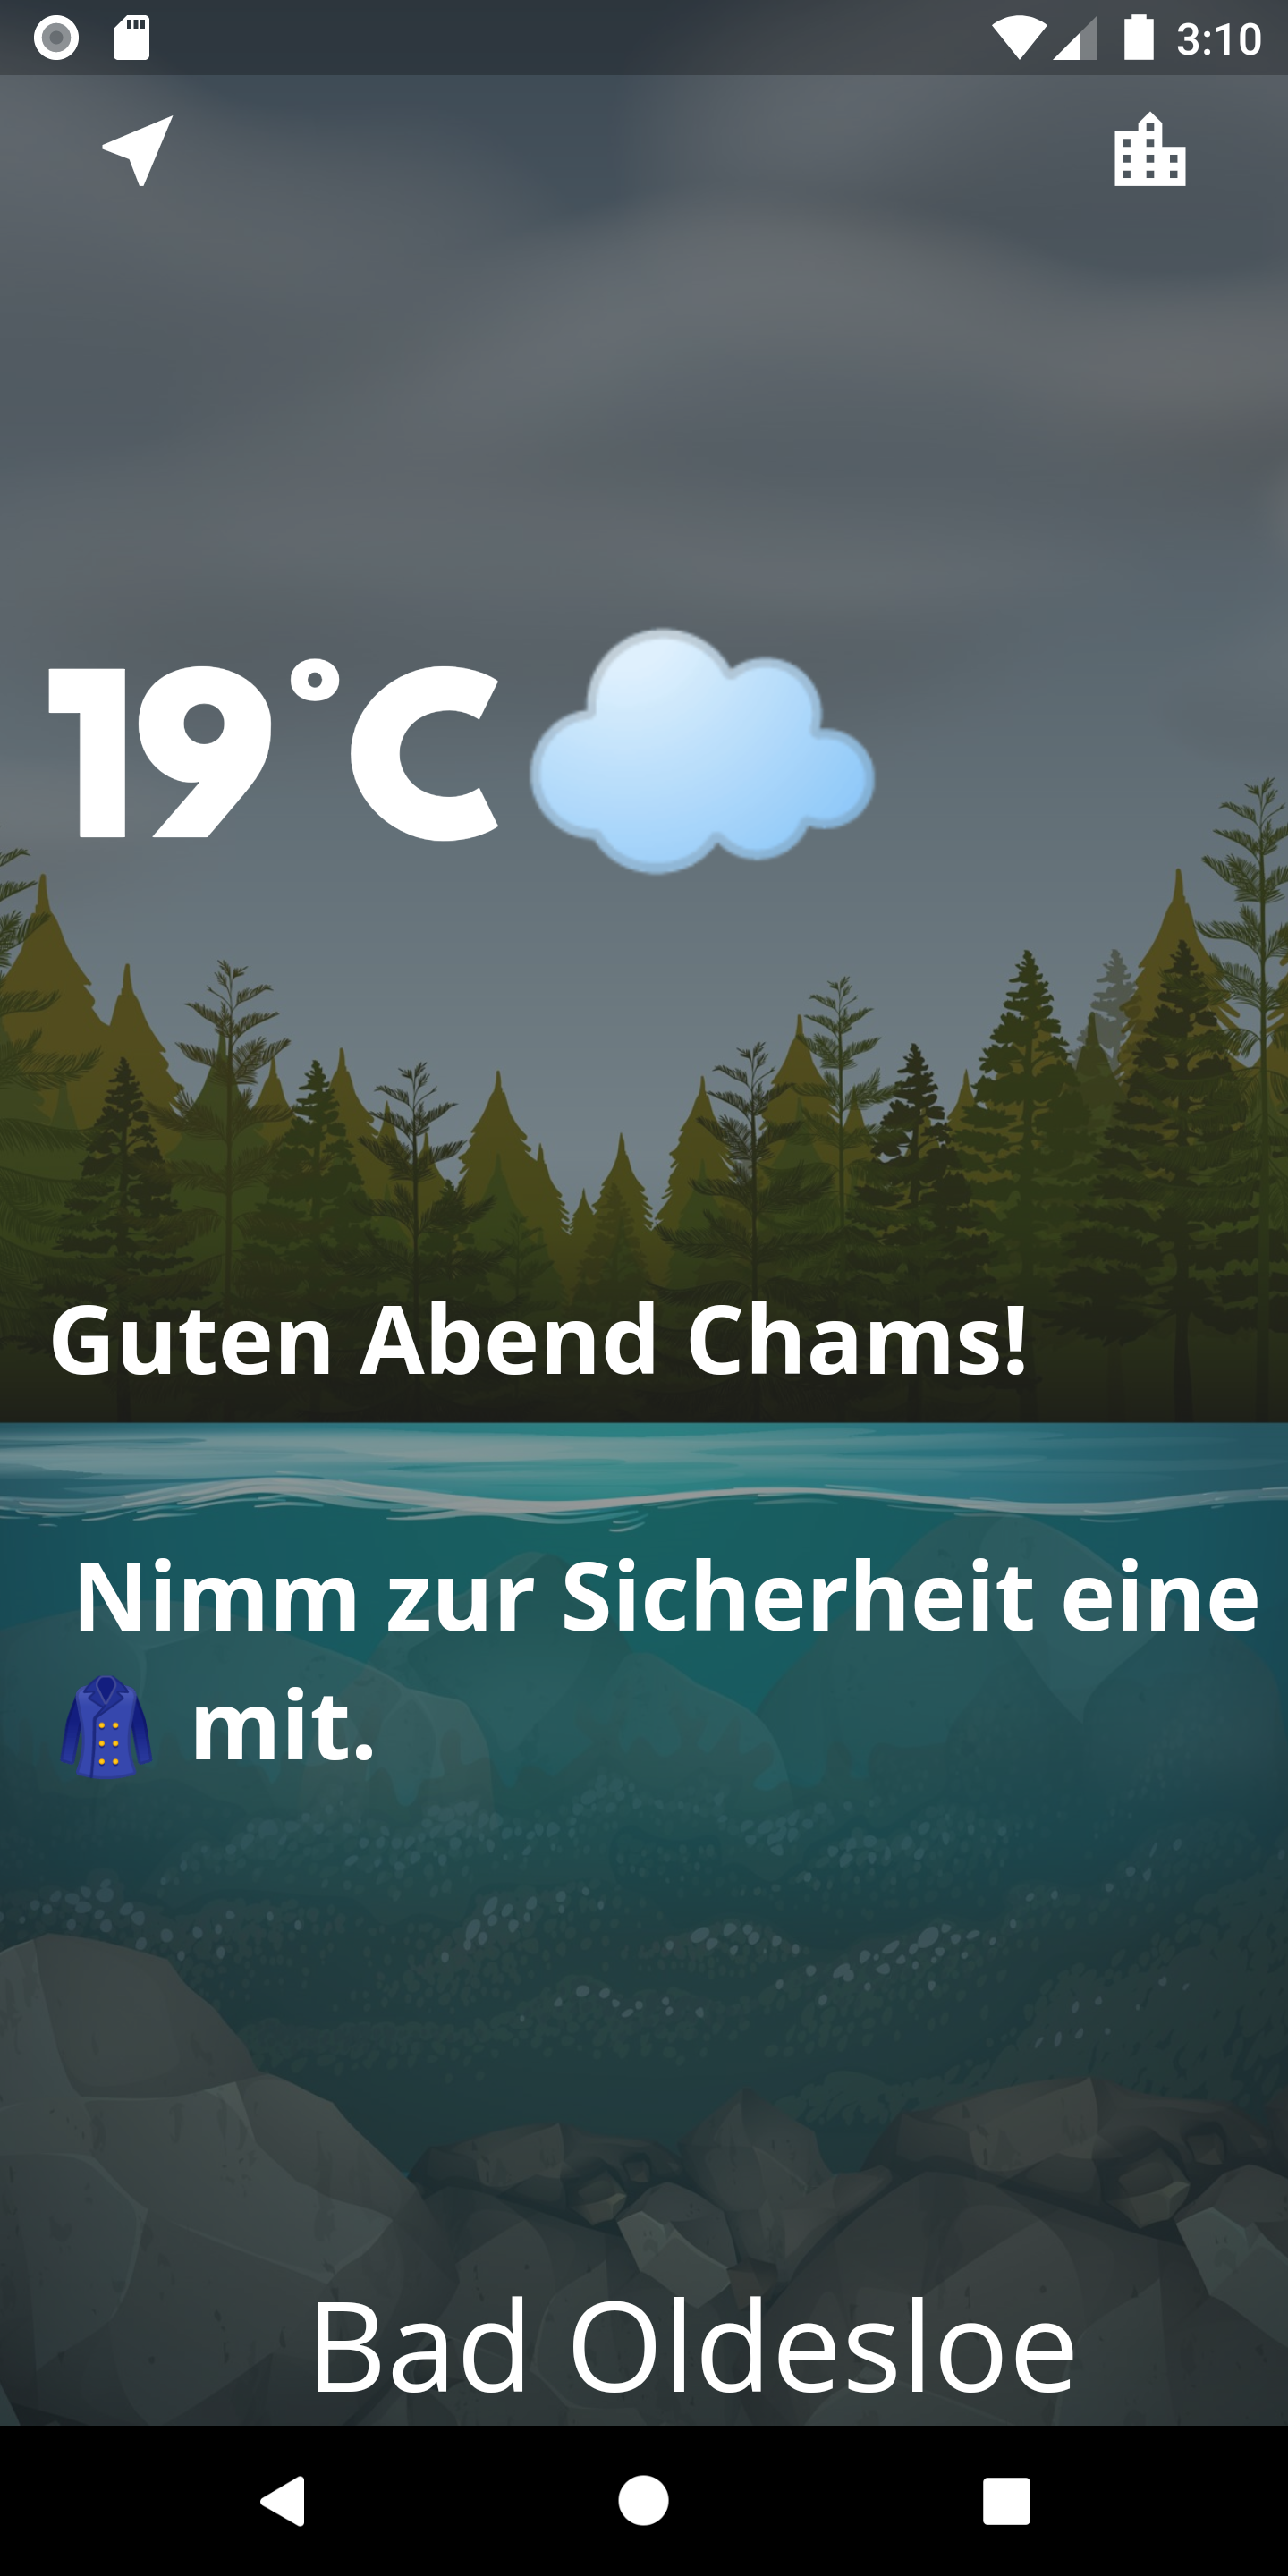 3:10
19°C
Guten Abend Chams!
Nimm zur Sicherheit eine
🧥 mit.
Bad Oldesloe